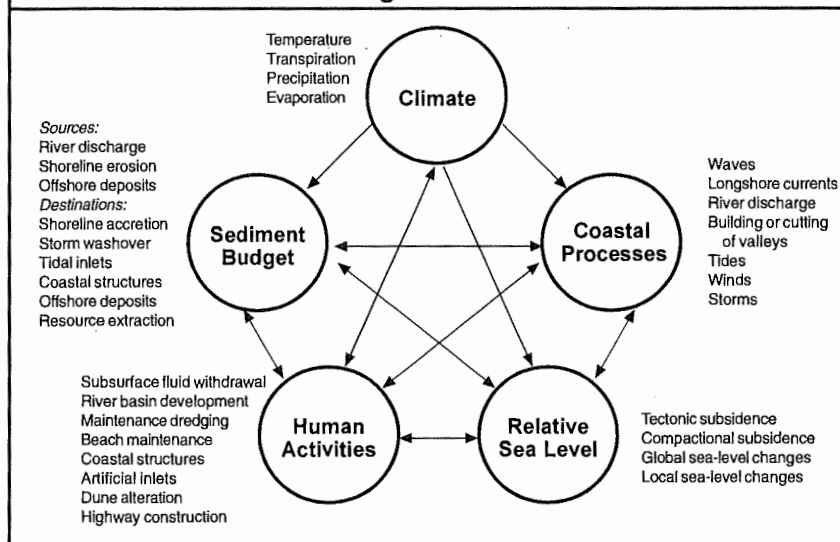 Temperature
Transpiration
Precipitation
Evaporation
Climate
Sources:
River discharge
Shoreline erosion
Offshore deposits
Destinations:
Shoreline accretion
Storm washover
Tidal inlets
Coastal structures
Offshore deposits
Resource extraction
Sediment
Budget
Coastal
Processes
Waves
Longshore currents
River discharge
Building or cutting
of valleys
Tides
Winds
Storms
Subsurface fluid withdrawal
River basin development
Maintenance dredging
Beach maintenance
Coastal structures
Artificial inlets
Dune alteration
Highway construction
Human
Activities
Relative
Sea Level
Tectonic subsidence
Compactional subsidence
Global sea-level changes
Local sea-level changes